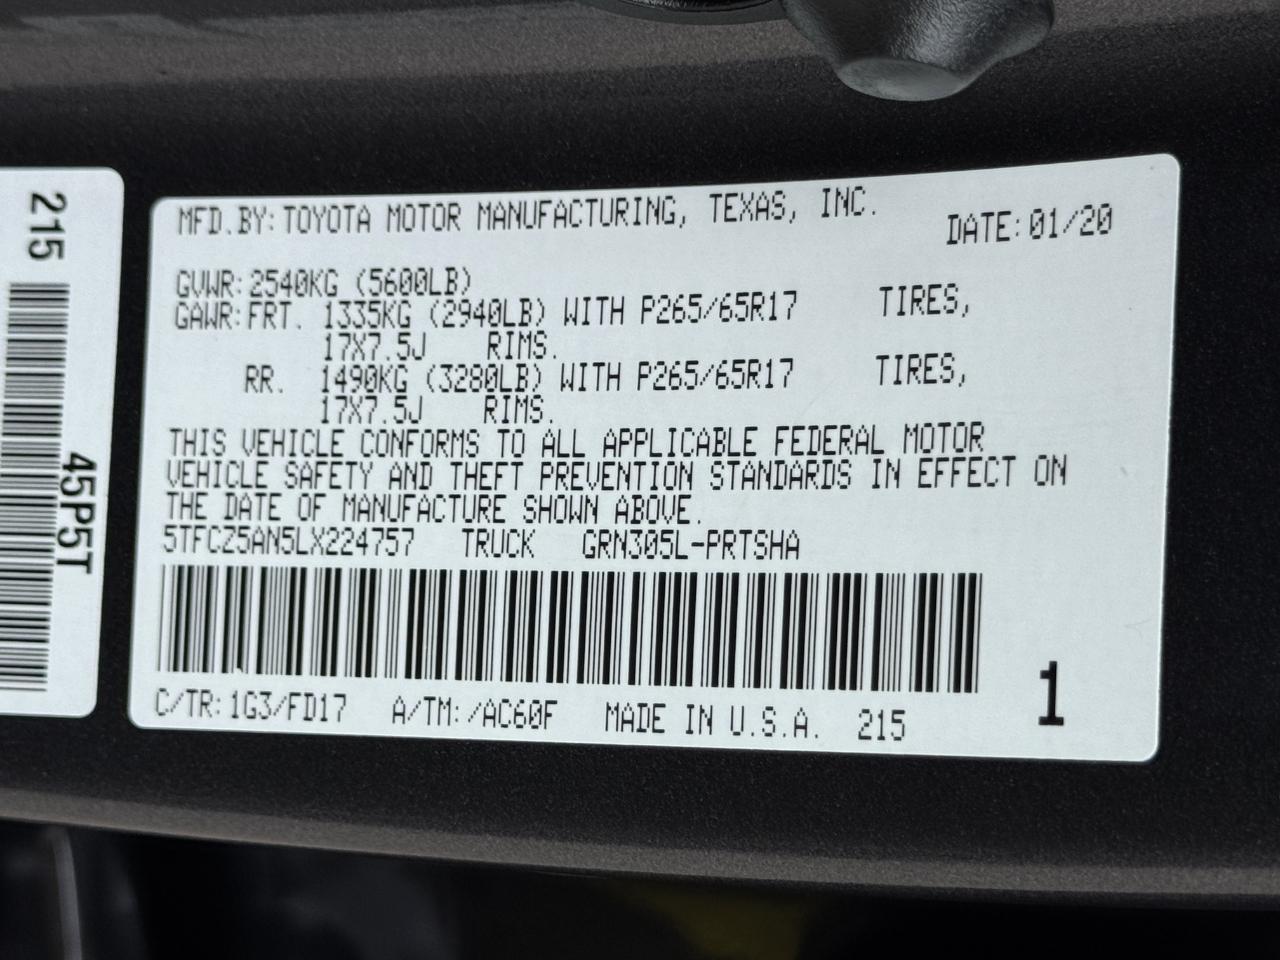 215
45P5T
MFD.BY: TOYOTA MOTOR MANUFACTURING, TEXAS, INC. DATE: 01/20
GVWR: 2540KG (5600LB)
GAWR: FRT. 1335KG (2940LB) WITH P265/65R17 TIRES,
17X7.5J RIMS.
RR. 1490KG (3280LB) WITH P265/65R17 TIRES,
17X7.5J RIMS.
THIS VEHICLE CONFORMS TO ALL APPLICABLE FEDERAL MOTOR
VEHICLE SAFETY AND THEFT PREVENTION STANDARDS IN EFFECT ON
THE DATE OF MANUFACTURE SHOWN ABOVE.
5TFCZ5AN5LX224757 TRUCK GRN305L-PRTSHA
C/TR: 1G3/FD17 A/TM: /AC60F MADE IN U.S.A. 215 1